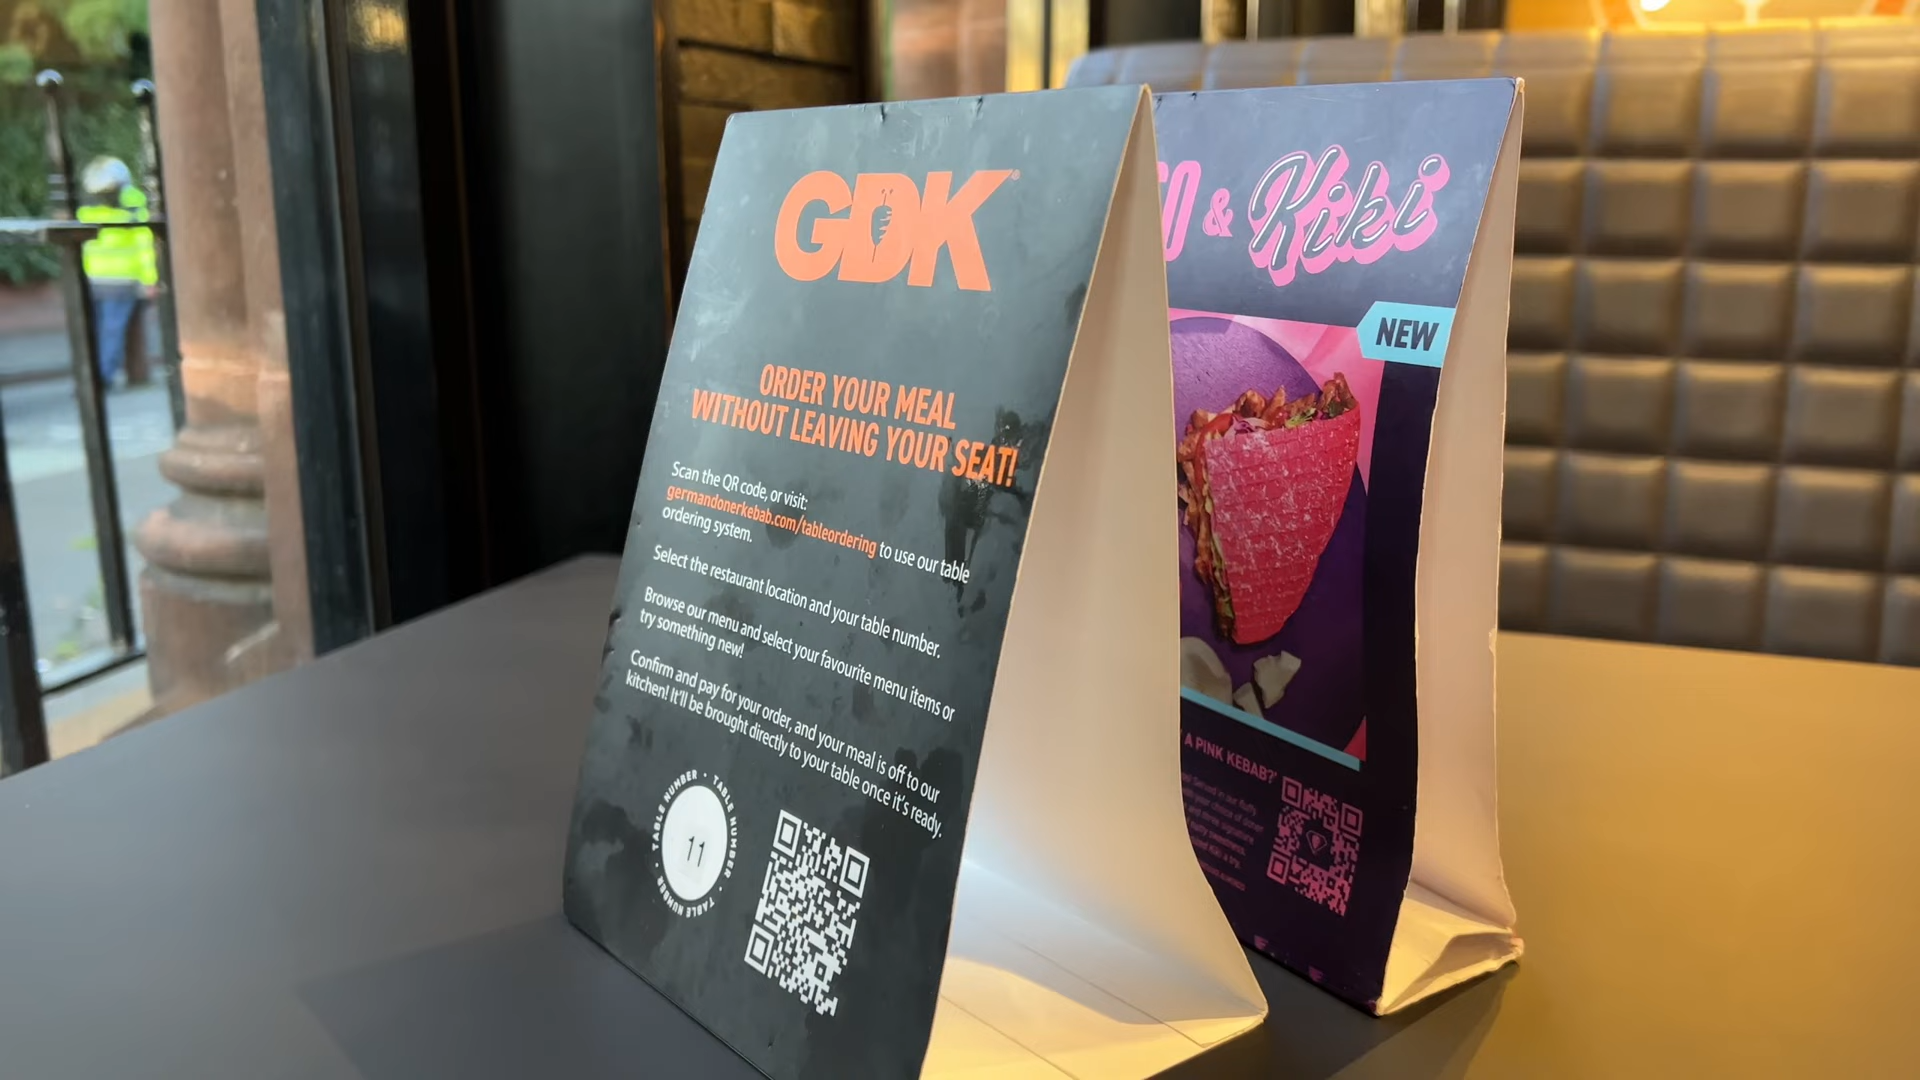 GDK
ORDER YOUR MEAL
WITHOUT LEAVING YOUR SEAT!
Scan the QR code, or visit:
germandonerkebab.com/tableordering to use our table
ordering system.
Select the restaurant location and your table number.
Browse our menu and select your favourite menu items or
try something new!
Confirm and pay for your order, and your meal is off to our
kitchen! It'll be brought directly to your table once it's ready.
TABLE NUMBER • TABLE NUMBER • TABLE NUMBER •
11
& Kiki
NEW
A PINK KEBAB?'